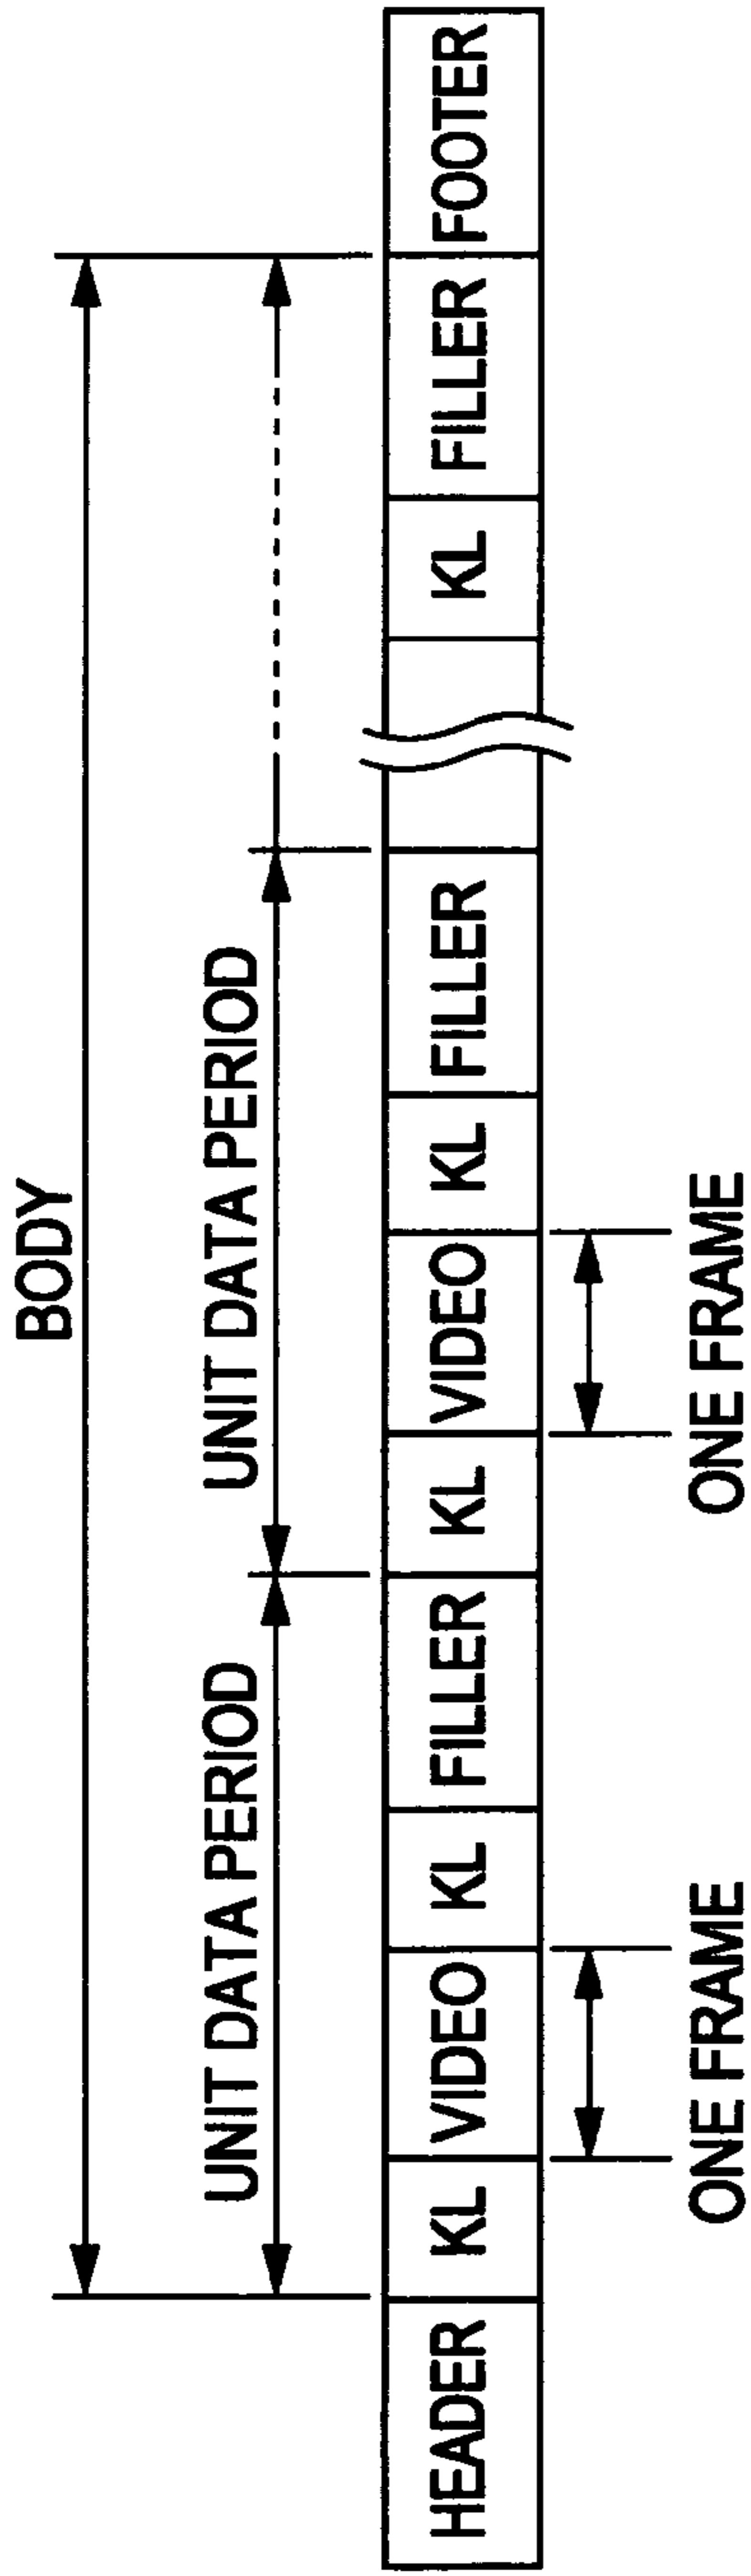 BODY
UNIT DATA PERIOD UNIT DATA PERIOD
HEADER KL VIDEO KL FILLER KL VIDEO KL FILLER KL FILLER FOOTER
ONE FRAME ONE FRAME